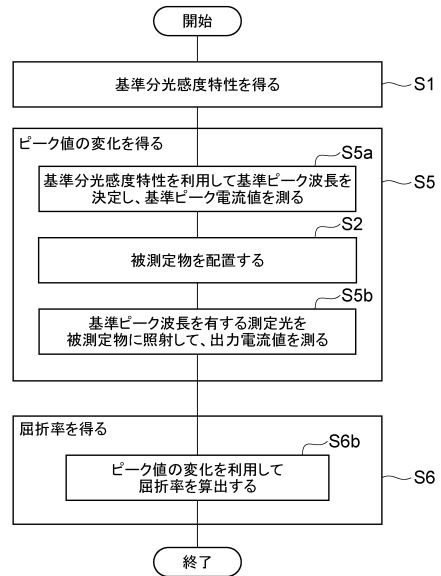 開始
基準分光感度特性を得る
S1
ピーク値の変化を得る
S5a
基準分光感度特性を利用して基準ピーク波長を
決定し、基準ピーク電流値を測る
S5
S2
被測定物を配置する
S5b
基準ピーク波長を有する測定光を
被測定物に照射して、出力電流値を測る
屈折率を得る
S6b
ピーク値の変化を利用して
屈折率を算出する
S6
終了